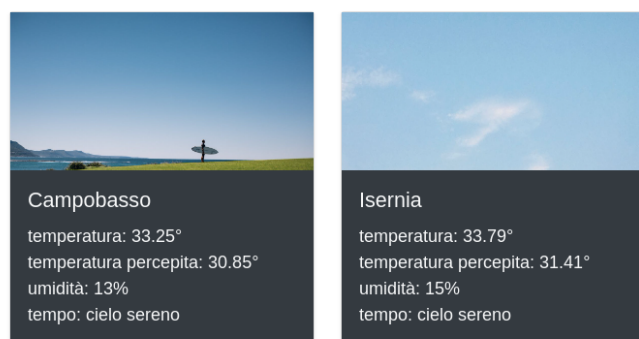 Campobasso
temperatura: 33.25°
temperatura percepita: 30.85°
umidità: 13%
tempo: cielo sereno
Isernia
temperatura: 33.79°
temperatura percepita: 31.41°
umidità: 15%
tempo: cielo sereno